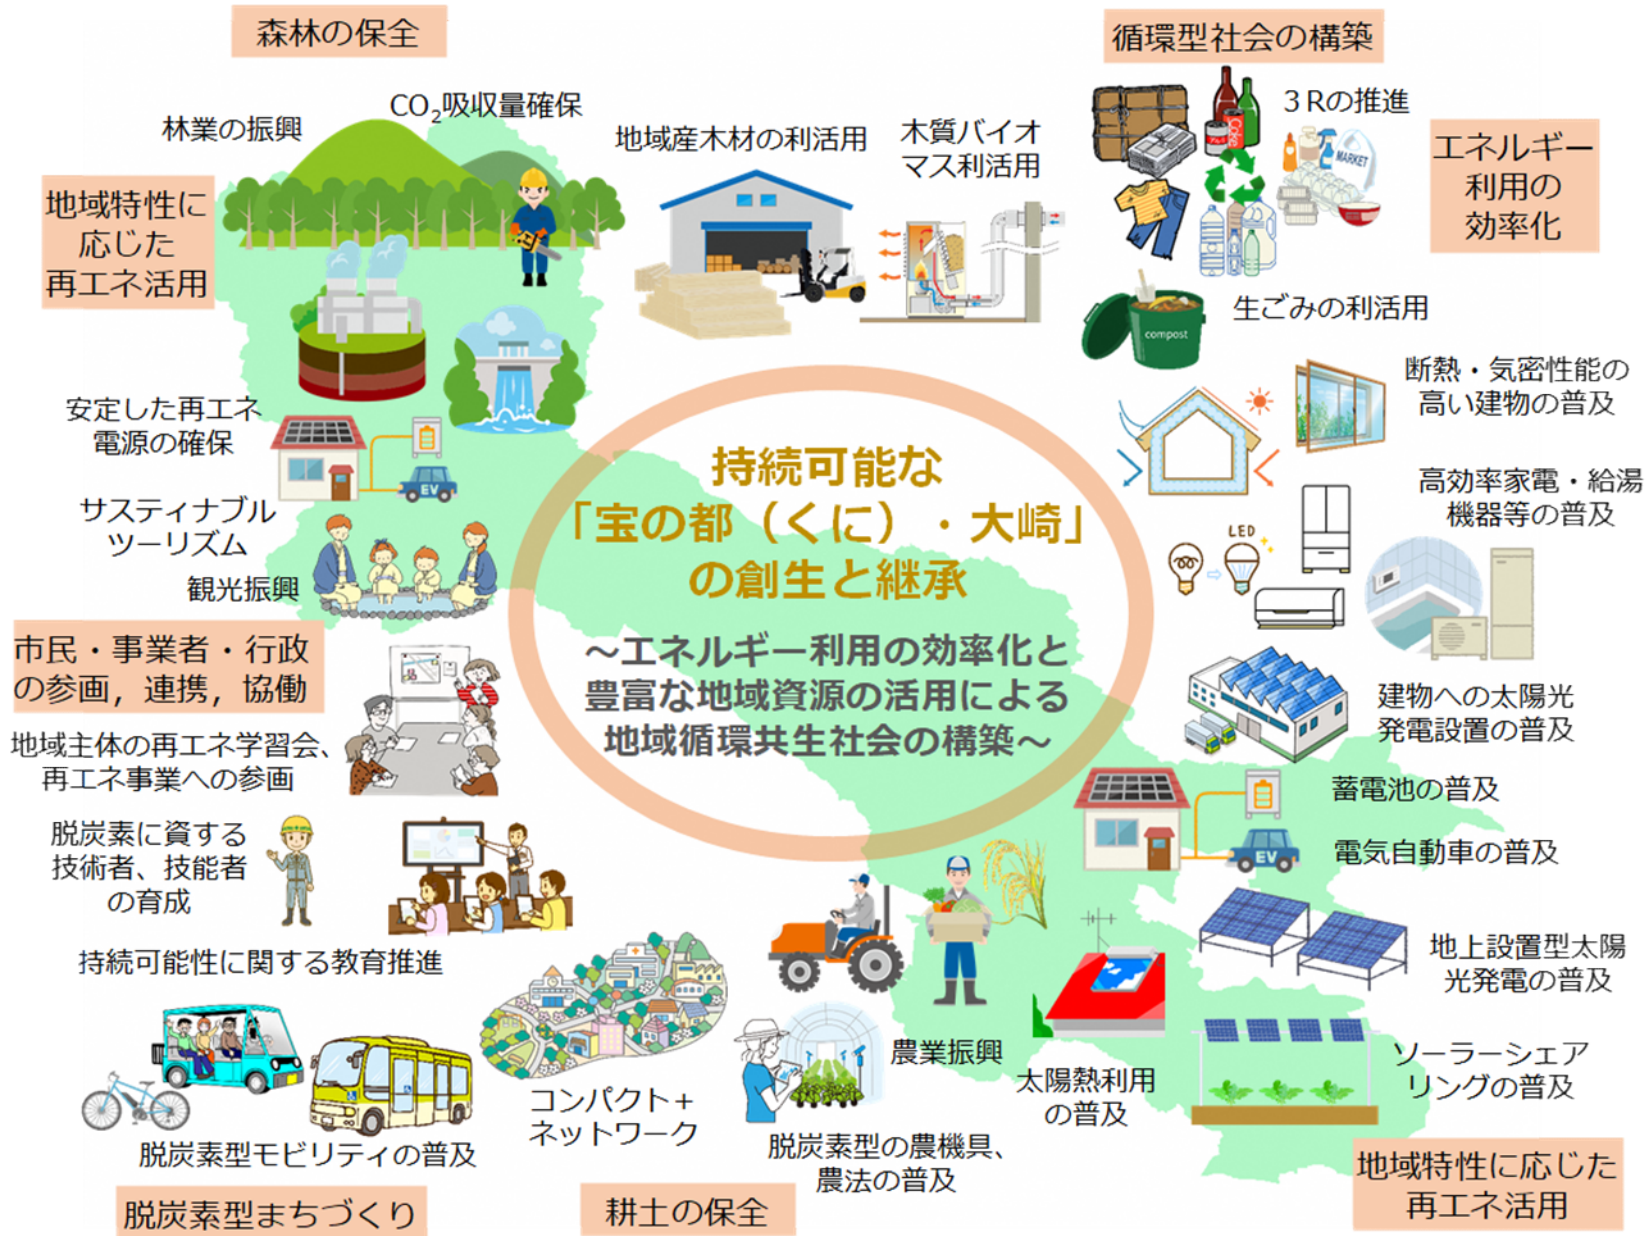 森林の保全
循環型社会の構築
CO₂吸収量確保
林業の振興
3Rの推進
地域産木材の利活用
木質バイオ
マス利活用
MARKET
Coke
エネルギー
利用の
効率化
地域特性に
応じた
再エネ活用
生ごみの利活用
compost
断熱・気密性能の
高い建物の普及
安定した再エネ
電源の確保
EV
高効率家電・給湯
機器等の普及
LED
サスティナブル
ツーリズム
観光振興
持続可能な
「宝の都（くに）・大崎」
の創生と継承
～エネルギー利用の効率化と
豊富な地域資源の活用による
地域循環共生社会の構築～
市民・事業者・行政
の参画，連携，協働
地域主体の再エネ学習会、
再エネ事業への参画
建物への太陽光
発電設置の普及
蓄電池の普及
電気自動車の普及
EV
脱炭素に資する
技術者、技能者
の育成
持続可能性に関する教育推進
地上設置型太陽
光発電の普及
農業振興
太陽熱利用
の普及
ソーラーシェア
リングの普及
コンパクト＋
ネットワーク
脱炭素型モビリティの普及
脱炭素型の農機具、
農法の普及
地域特性に応じた
再エネ活用
脱炭素型まちづくり
耕土の保全